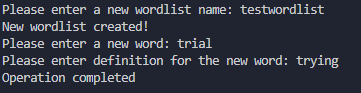 Please enter a new wordlist name: testwordlist
New wordlist created!
Please enter a new word: trial
Please enter definition for the new word: trying
Operation completed